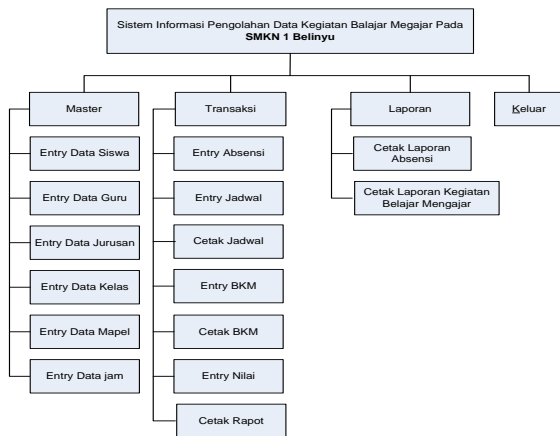 Sistem Informasi Pengolahan Data Kegiatan Belajar Megajar Pada
SMKN 1 Belinyu
Master
Entry Data Siswa
Entry Data Guru
Entry Data Jurusan
Entry Data Kelas
Entry Data Mapel
Entry Data jam
Transaksi
Entry Absensi
Entry Jadwal
Cetak Jadwal
Entry BKM
Cetak BKM
Entry Nilai
Cetak Rapot
Laporan
Cetak Laporan
Absensi
Cetak Laporan Kegiatan
Belajar Mengajar
Keluar